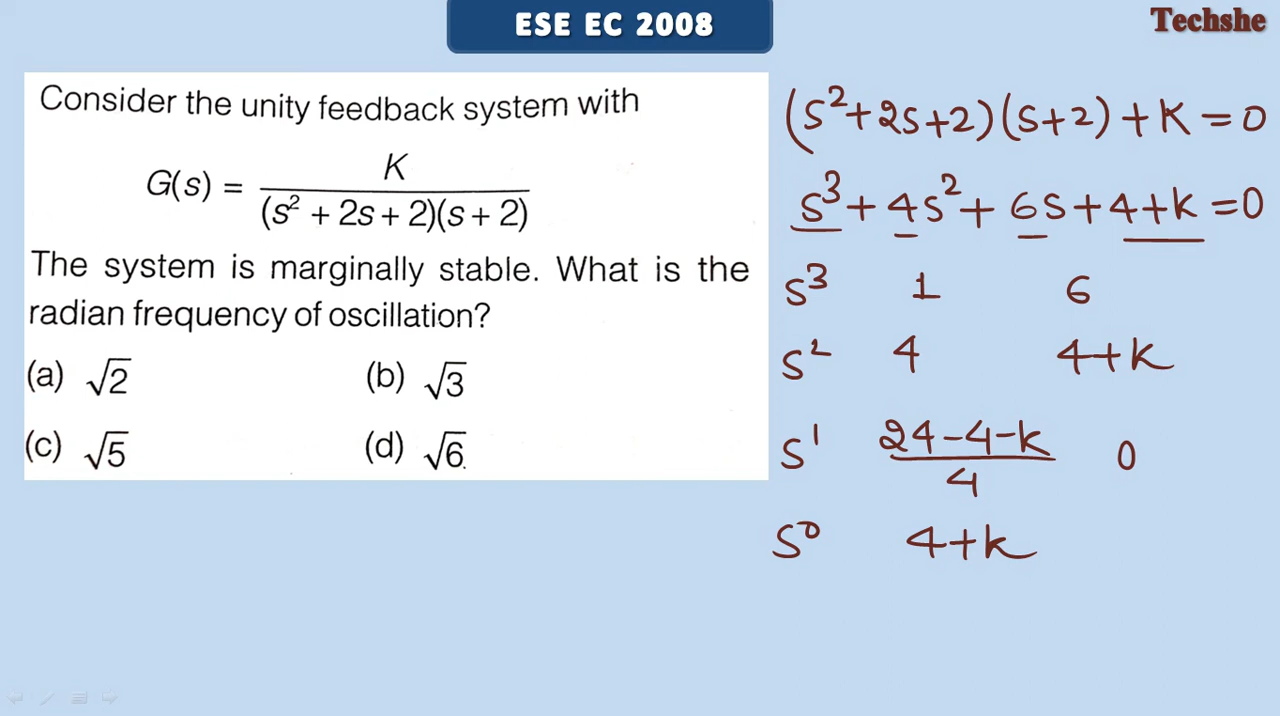 ESE EC 2008
Techshe
Consider the unity feedback system with
G(s) = K / (s² + 2s + 2)(s + 2)
The system is marginally stable. What is the
radian frequency of oscillation?
(a) √2 (b) √3
(c) √5 (d) √6
(s²+2s+2)(s+2)+K=0
s³+4s²+6s+4+k=0
s³ 1 6
s² 4 4+k
s¹ 24-4-k / 4 0
s⁰ 4+k